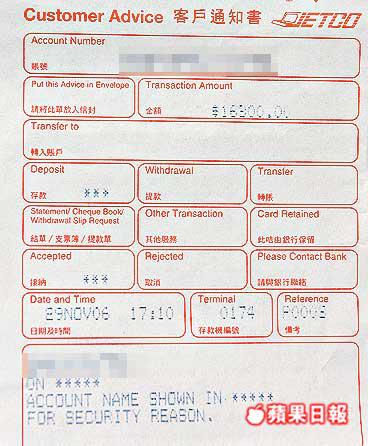 Customer Advice 客戶通知書 JETCO
Account Number
賬號
Put this Advice in Envelope
請將此單放入信封
Transaction Amount
金額 $16300.00
Transfer to
轉入賬戶
Deposit
存款 ***
Withdrawal
提款
Transfer
轉賬
Statement/ Cheque Book/
Withdrawal Slip Request
結單 / 支票簿 / 提款單
Other Transaction
其他服務
Card Retained
此咭由銀行保留
Accepted
接納 ***
Rejected
取消
Please Contact Bank
請與銀行聯絡
Date and Time
29NOV06 17:10
日期及時間
Terminal
0174
存款機編號
Reference
P0006
備考
ON *****
ACCOUNT NAME SHOWN IN *****
FOR SECURITY REASON.
蘋果日報